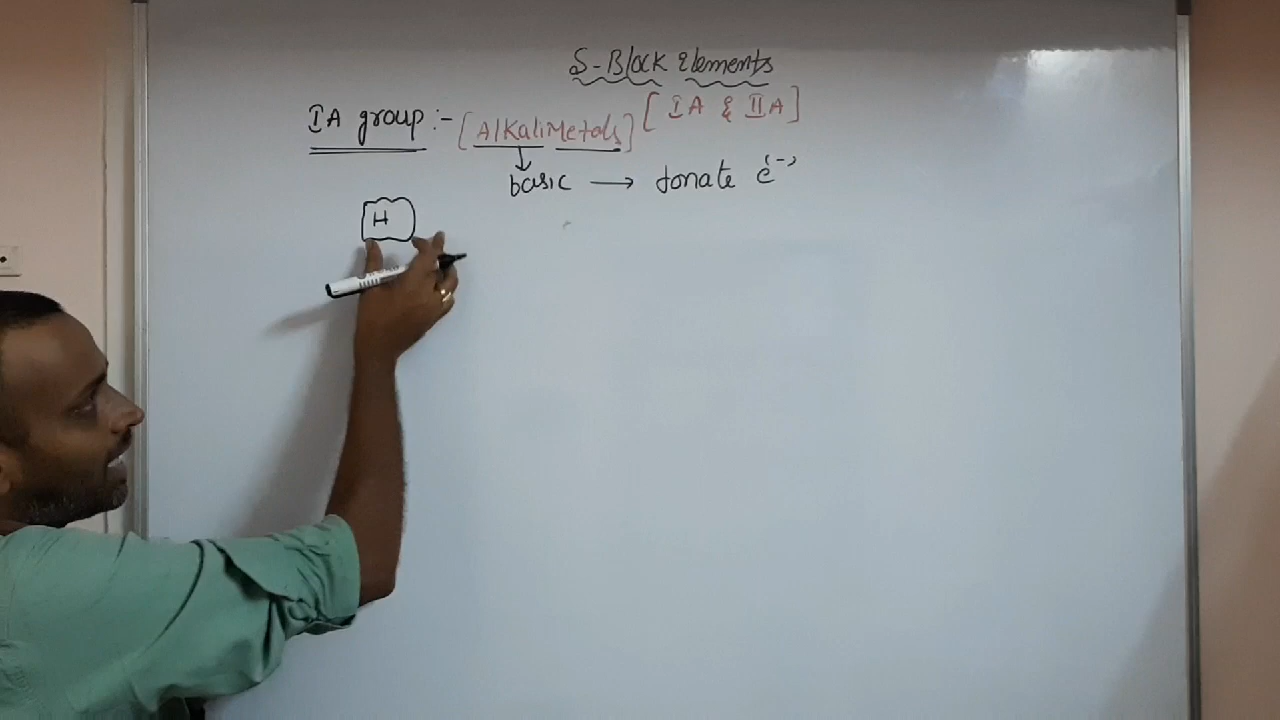 S-Block Elements
[IA & IIA]
IA group :- [Alkali Metals]
basic → donate e(-)
H